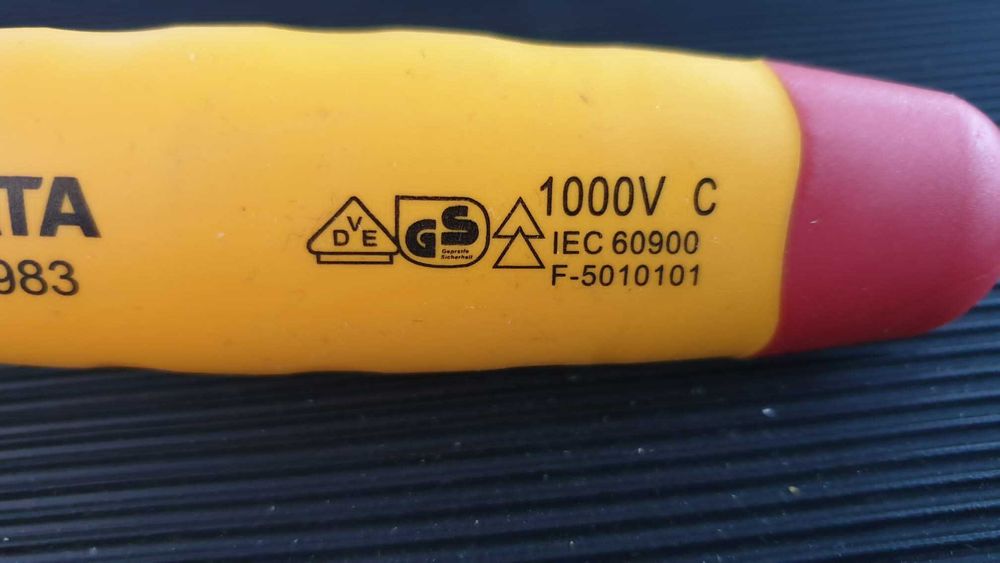 TA
983
VDE
GS
Geprüfte
Sicherheit
1000V C
IEC 60900
F-5010101